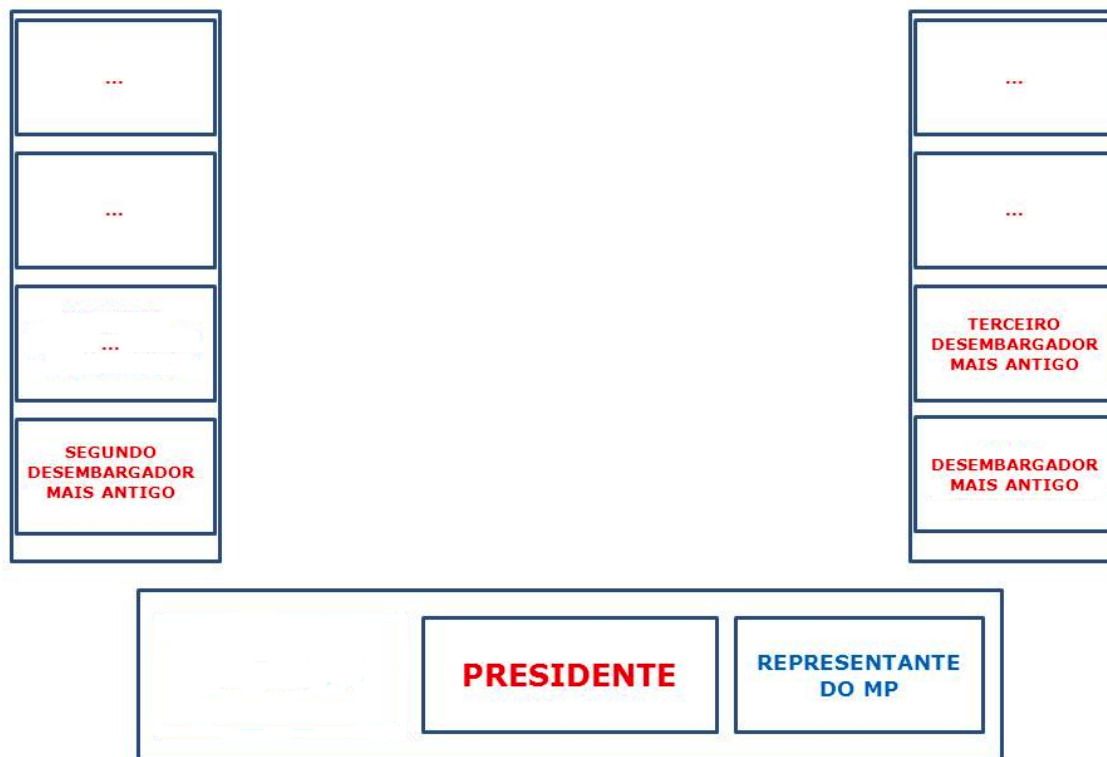 ...
...
...
...
...
TERCEIRO
DESEMBARGADOR
MAIS ANTIGO
SEGUNDO
DESEMBARGADOR
MAIS ANTIGO
DESEMBARGADOR
MAIS ANTIGO
PRESIDENTE
REPRESENTANTE
DO MP